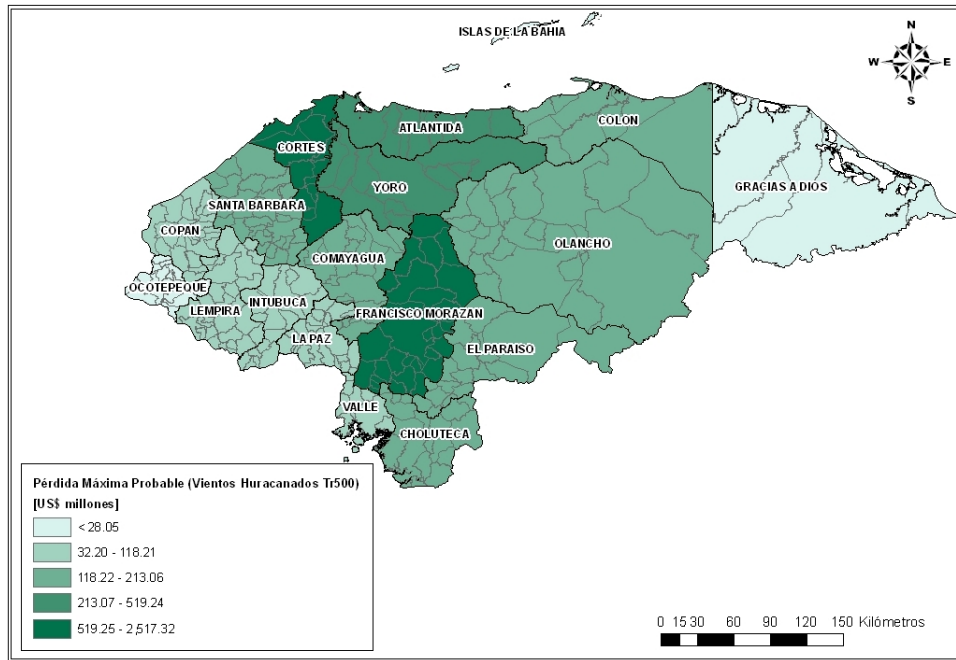 ISLAS DE LA BAHIA
N
W E
S
ATLANTIDA
COLON
CORTES
YORO
GRACIAS A DIOS
SANTA BARBARA
COPAN
OLANCHO
COMAYAGUA
OCOTEPEQUE
INTUBUCA
LEMPIRA
FRANCISCO MORAZAN
LA PAZ
EL PARAISO
VALLE
CHOLUTECA
Pérdida Máxima Probable (Vientos Huracanados Tr500)
[US$ millones]
< 28.05
32.20 - 118.21
118.22 - 213.06
213.07 - 519.24
519.25 - 2,517.32
0 15 30 60 90 120 150 Kilómetros